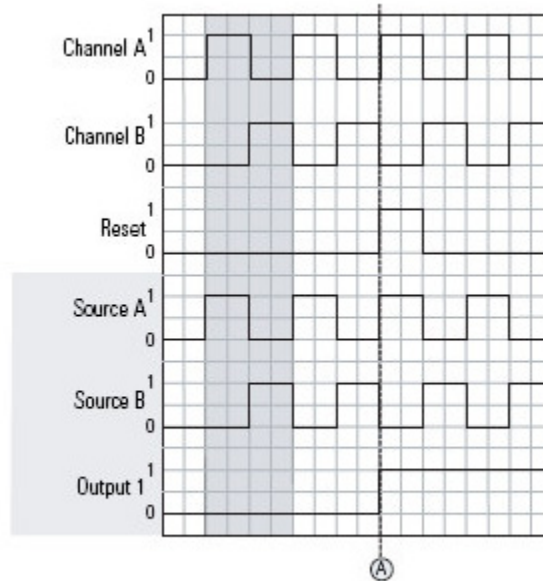 Channel A 1
0
Channel B 1
0
Reset 1
0
Source A 1
0
Source B 1
0
Output 1 1
0
A